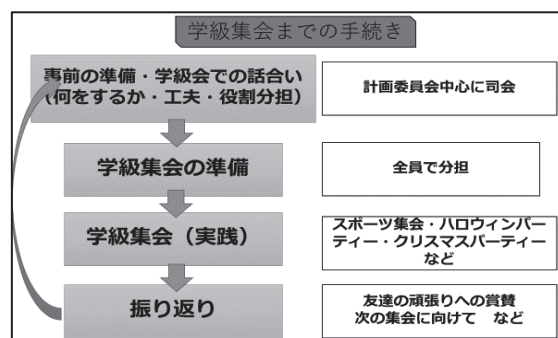 学級集会までの手続き
事前の準備・学級会での話合い
(何をするか・工夫・役割分担)
計画委員会中心に司会
学級集会の準備
全員で分担
学級集会（実践）
スポーツ集会・ハロウィンパー
ティー・クリスマスパーティー
など
振り返り
友達の頑張りへの賞賛
次の集会に向けて　など